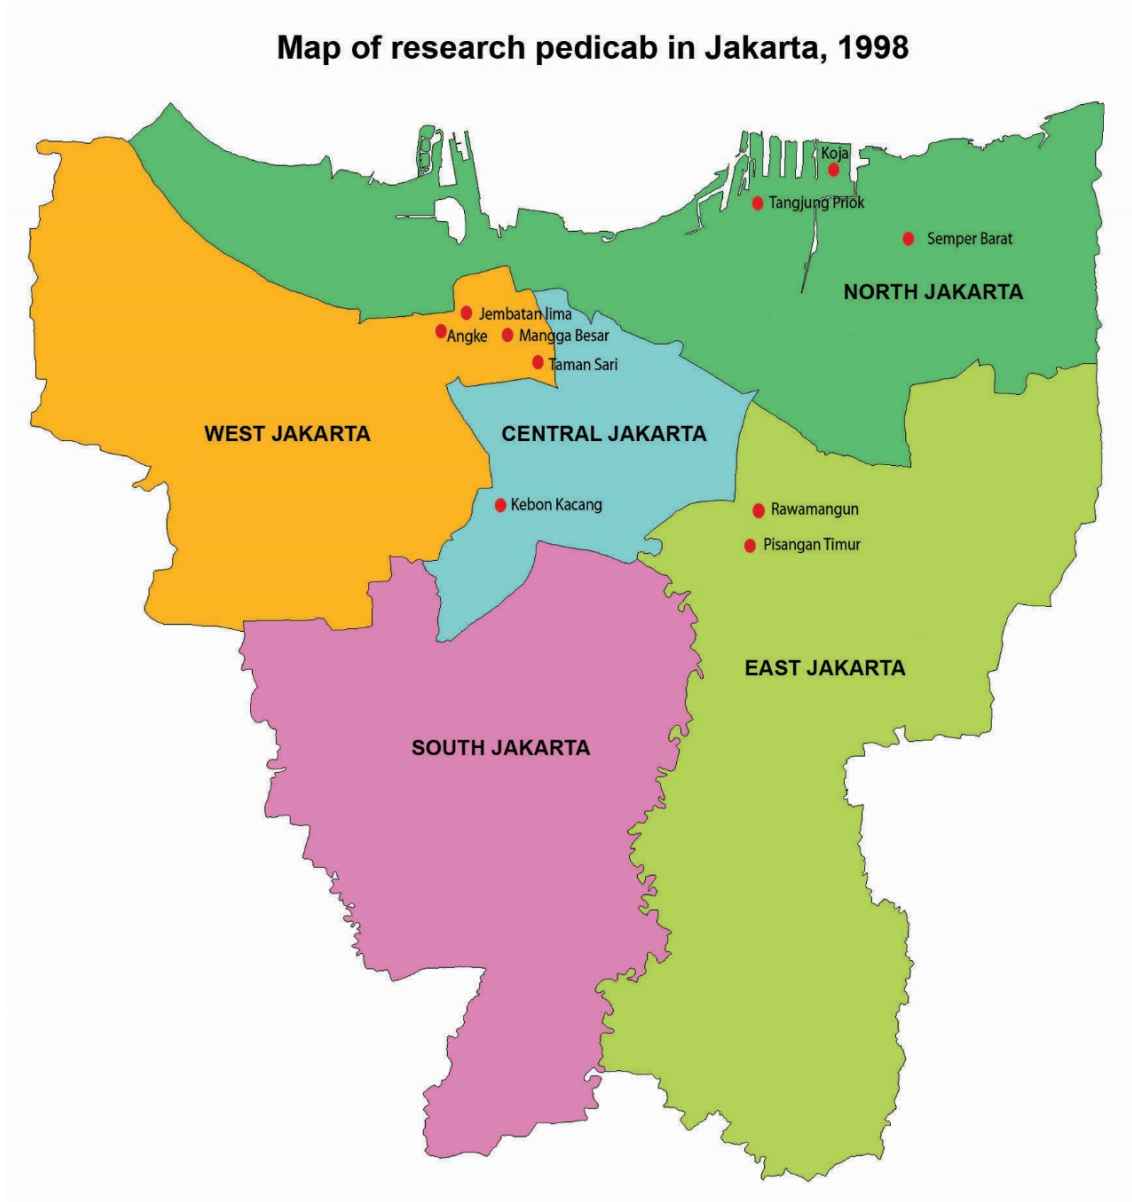 Map of research pedicab in Jakarta, 1998
Koja
Tangjung Priok
Semper Barat
NORTH JAKARTA
Jembatan lima
Angke
Mangga Besar
Taman Sari
WEST JAKARTA
CENTRAL JAKARTA
Kebon Kacang
Rawamangun
Pisangan Timur
EAST JAKARTA
SOUTH JAKARTA